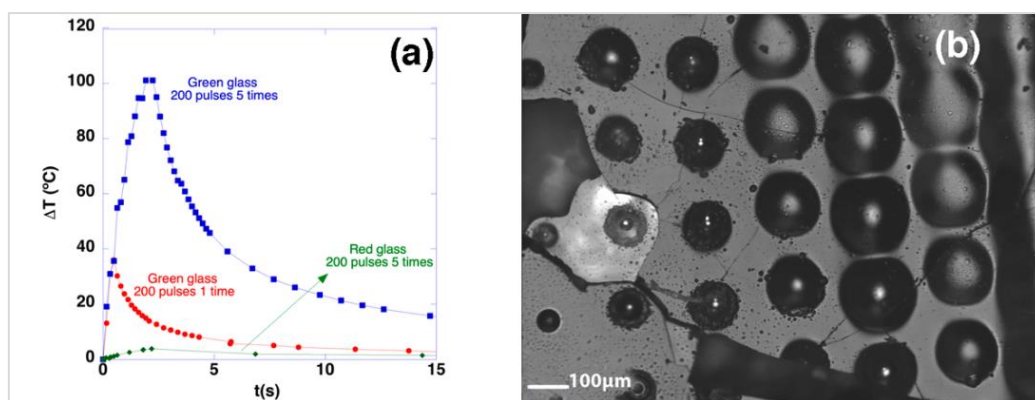 (a)
120
100
80
60
40
20
0
ΔT (ºC)
Green glass
200 pulses 5 times
Red glass
200 pulses 5 times
Green glass
200 pulses 1 time
0
5
10
15
t(s)
(b)
100μm